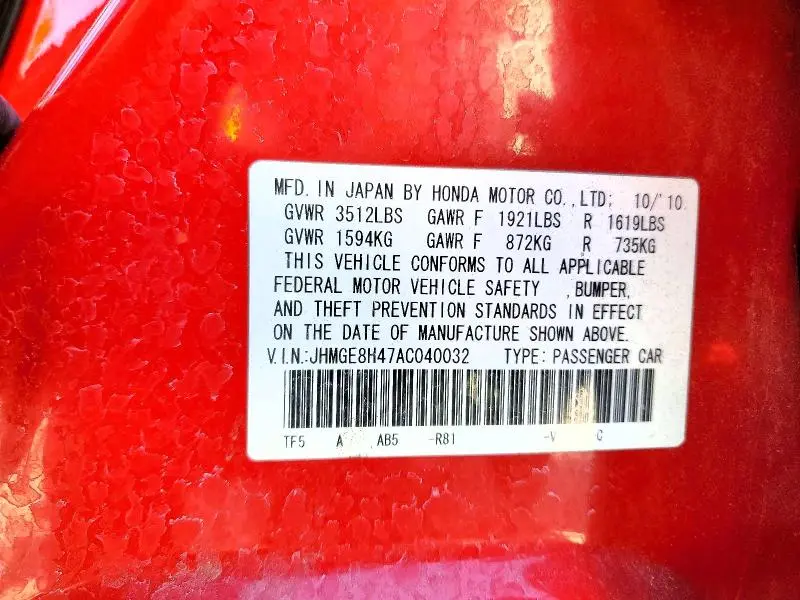 MFD. IN JAPAN BY HONDA MOTOR CO., LTD; 10/'10
GVWR 3512LBS GAWR F 1921LBS R 1619LBS
GVWR 1594KG GAWR F 872KG R 735KG
THIS VEHICLE CONFORMS TO ALL APPLICABLE
FEDERAL MOTOR VEHICLE SAFETY , BUMPER,
AND THEFT PREVENTION STANDARDS IN EFFECT
ON THE DATE OF MANUFACTURE SHOWN ABOVE.
V.I.N.:JHMGE8H47AC040032 TYPE: PASSENGER CAR
TF5 A AB5 -R81 -V C